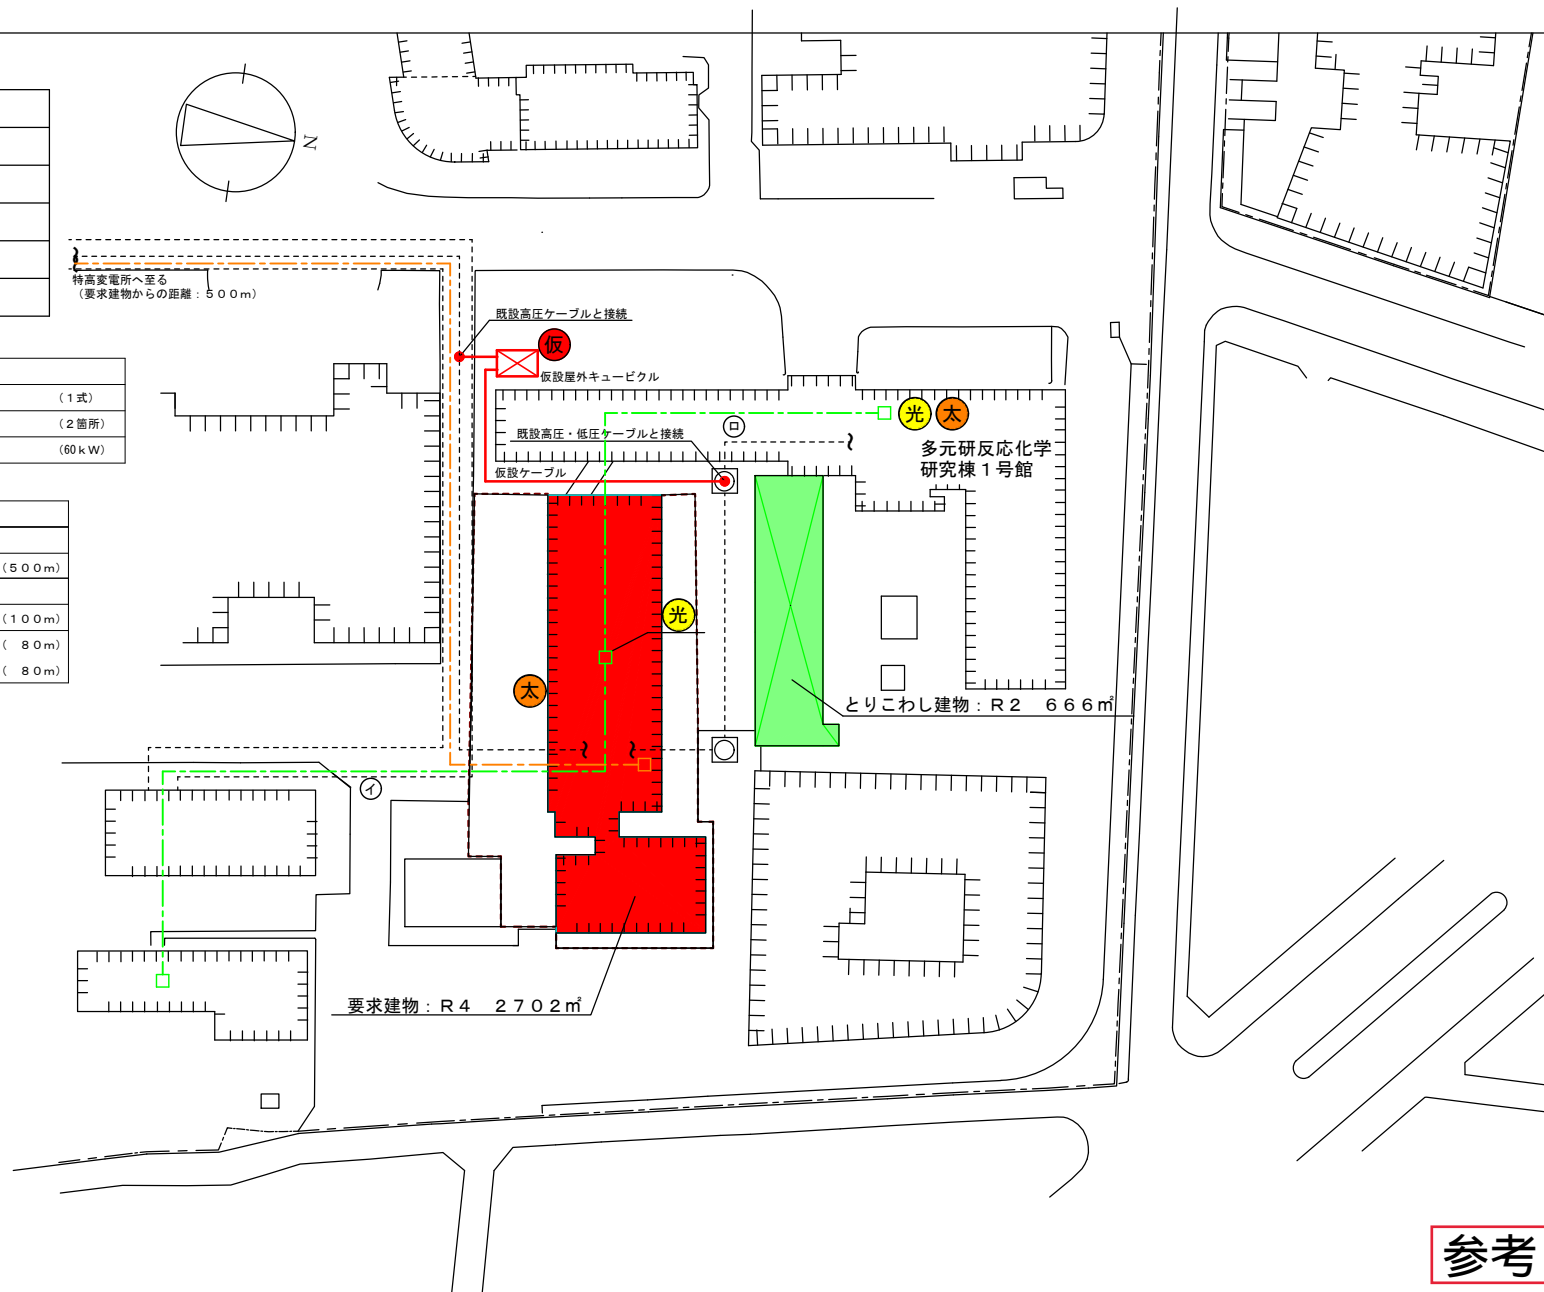 N
特高変電所へ至る
（要求建物からの距離：５００ｍ）
既設高圧ケーブルと接続
仮
仮設屋外キュービクル
（１式）
（２箇所）
（60ｋＷ）
ロ
光
太
既設高圧・低圧ケーブルと接続
多元研反応化学
研究棟１号館
仮設ケーブル
（５００ｍ）
（１００ｍ）
（　８０ｍ）
（　８０ｍ）
光
太
とりこわし建物：Ｒ２　６６６㎡
イ
要求建物：Ｒ４　２７０２㎡
参考